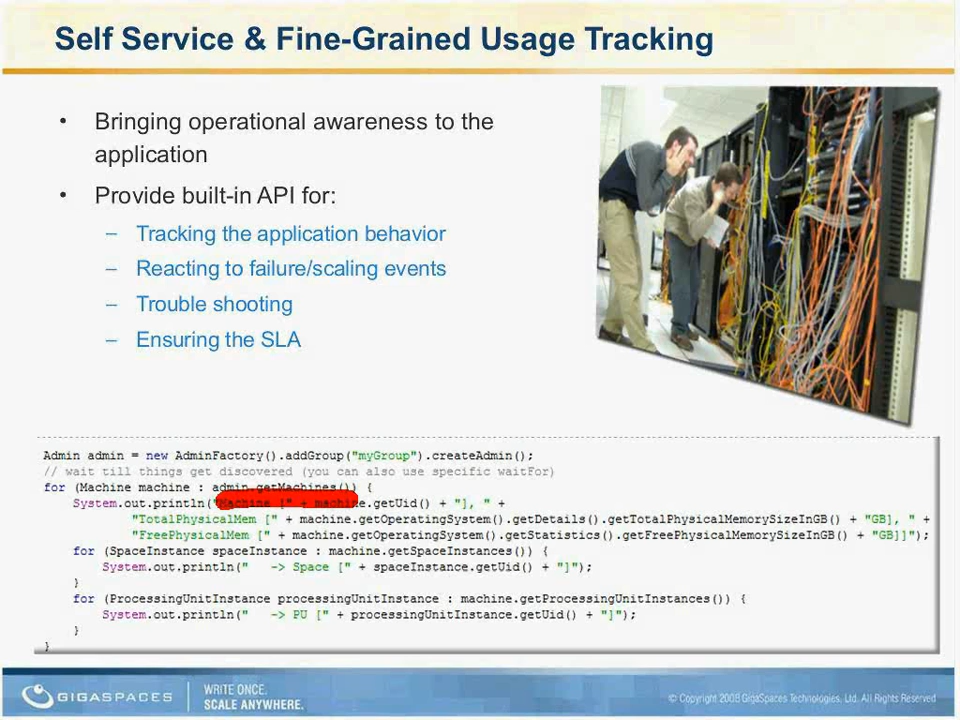 Self Service & Fine-Grained Usage Tracking
• Bringing operational awareness to the
application
• Provide built-in API for:
– Tracking the application behavior
– Reacting to failure/scaling events
– Trouble shooting
– Ensuring the SLA
Admin admin = new AdminFactory().addGroup("myGroup").createAdmin();
// wait till things get discovered (you can also use specific waitFor)
for (Machine machine : admin.getMachines()) {
System.out.println("Machine [" + machine.getUid() + "], " +
"TotalPhysicalMem [" + machine.getOperatingSystem().getDetails().getTotalPhysicalMemorySizeInGB() + "GB], " +
"FreePhysicalMem [" + machine.getOperatingSystem().getStatistics().getFreePhysicalMemorySizeInGB() + "GB]]");
for (SpaceInstance spaceInstance : machine.getSpaceInstances()) {
System.out.println("   -> Space [" + spaceInstance.getUid() + "]");
}
for (ProcessingUnitInstance processingUnitInstance : machine.getProcessingUnitInstances()) {
System.out.println("   -> PU [" + processingUnitInstance.getUid() + "]");
}
}
GIGASPACES
WRITE ONCE.
SCALE ANYWHERE.
© Copyright 2008 GigaSpaces Technologies, Ltd. All Rights Reserved